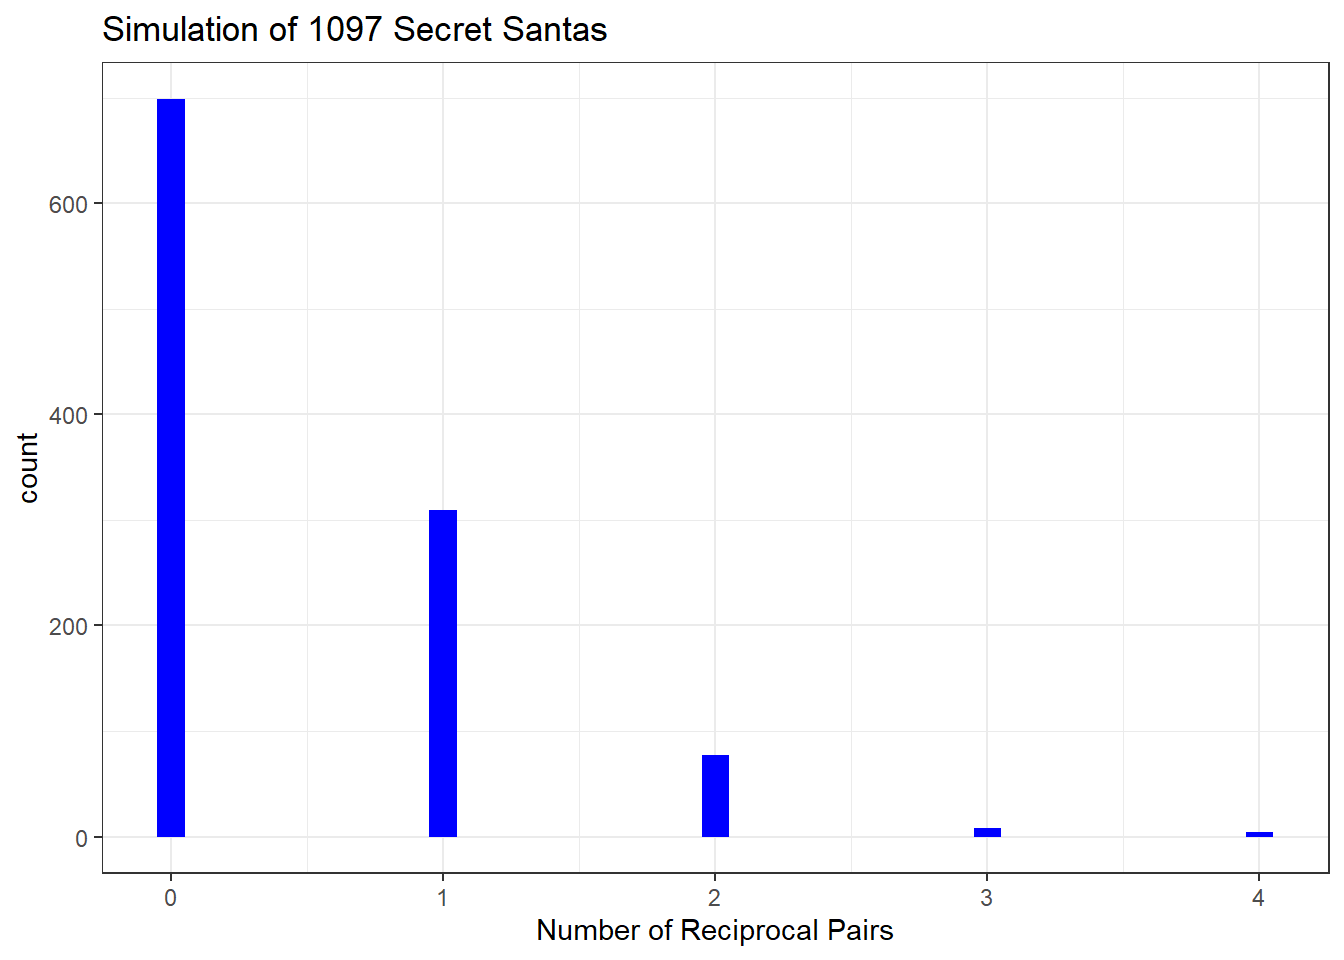 Simulation of 1097 Secret Santas
600
400
200
0
count
0 1 2 3 4
Number of Reciprocal Pairs